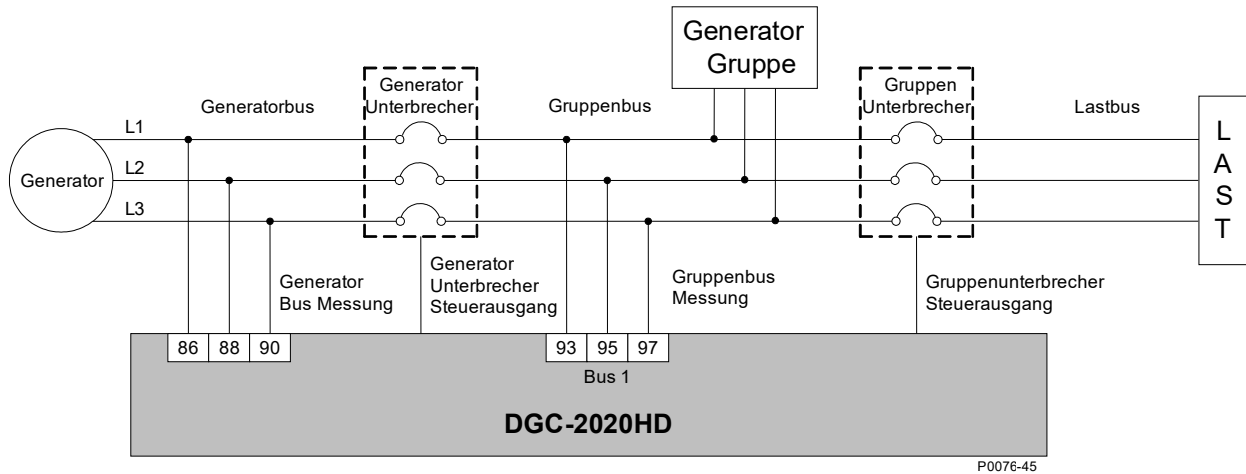 Generator
Gruppe
Generator
Unterbrecher
Gruppen
Unterbrecher
Generatorbus
Gruppenbus
Lastbus
L1
L2
L3
Generator
L
A
S
T
Generator
Bus Messung
Generator
Unterbrecher
Steuerausgang
Gruppenbus
Messung
Gruppenunterbrecher
Steuerausgang
86 88 90
93 95 97
Bus 1
DGC-2020HD
P0076-45